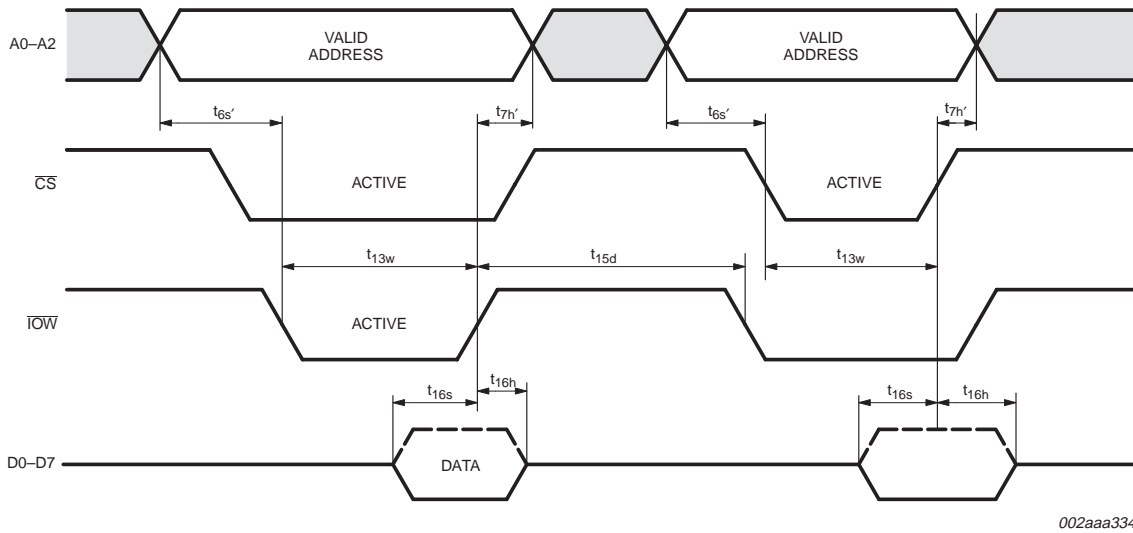 A0–A2
VALID
ADDRESS
VALID
ADDRESS
t6s′
t7h′
t6s′
t7h′
CS
ACTIVE
ACTIVE
t13w
t15d
t13w
IOW
ACTIVE
t16s
t16h
t16s
t16h
D0–D7
DATA
002aaa334